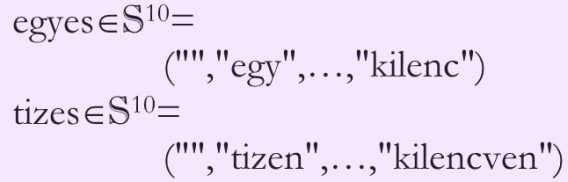 egyes∈𝕊¹⁰=
("","egy",...,"kilenc")
tizes∈𝕊¹⁰=
("","tizen",...,"kilencven")